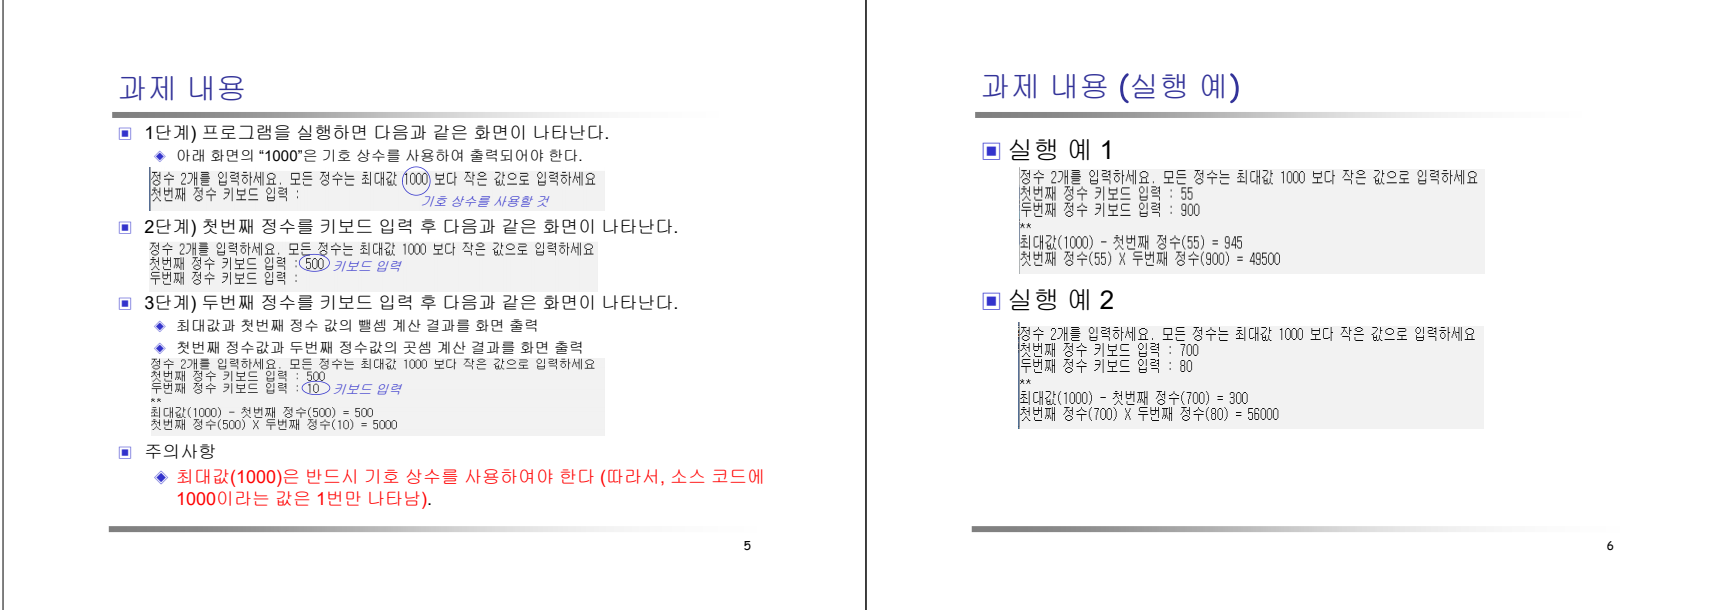 과제 내용
1단계) 프로그램을 실행하면 다음과 같은 화면이 나타난다.
아래 화면의 “1000”은 기호 상수를 사용하여 출력되어야 한다.
정수 2개를 입력하세요. 모든 정수는 최대값 1000 보다 작은 값으로 입력하세요
첫번째 정수 키보드 입력 :
기호 상수를 사용할 것
2단계) 첫번째 정수를 키보드 입력 후 다음과 같은 화면이 나타난다.
정수 2개를 입력하세요. 모든 정수는 최대값 1000 보다 작은 값으로 입력하세요
첫번째 정수 키보드 입력 : 500 키보드 입력
두번째 정수 키보드 입력 :
3단계) 두번째 정수를 키보드 입력 후 다음과 같은 화면이 나타난다.
최대값과 첫번째 정수 값의 뺄셈 계산 결과를 화면 출력
첫번째 정수값과 두번째 정수값의 곳셈 계산 결과를 화면 출력
정수 2개를 입력하세요. 모든 정수는 최대값 1000 보다 작은 값으로 입력하세요
첫번째 정수 키보드 입력 : 500
두번째 정수 키보드 입력 : 10 키보드 입력
**
최대값(1000) - 첫번째 정수(500) = 500
첫번째 정수(500) X 두번째 정수(10) = 5000
주의사항
최대값(1000)은 반드시 기호 상수를 사용하여야 한다 (따라서, 소스 코드에
1000이라는 값은 1번만 나타남).
5
과제 내용 (실행 예)
실행 예 1
정수 2개를 입력하세요. 모든 정수는 최대값 1000 보다 작은 값으로 입력하세요
첫번째 정수 키보드 입력 : 55
두번째 정수 키보드 입력 : 900
**
최대값(1000) - 첫번째 정수(55) = 945
첫번째 정수(55) X 두번째 정수(900) = 49500
실행 예 2
정수 2개를 입력하세요. 모든 정수는 최대값 1000 보다 작은 값으로 입력하세요
첫번째 정수 키보드 입력 : 700
두번째 정수 키보드 입력 : 80
**
최대값(1000) - 첫번째 정수(700) = 300
첫번째 정수(700) X 두번째 정수(80) = 56000
6